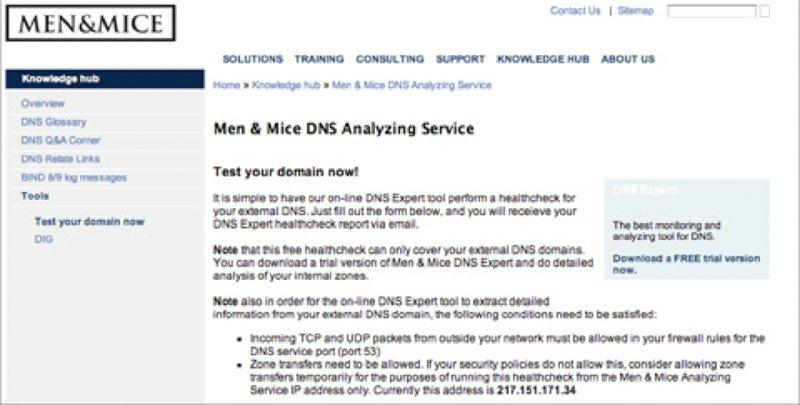 MEN&MICE
Contact Us | Sitemap
SOLUTIONS TRAINING CONSULTING SUPPORT KNOWLEDGE HUB ABOUT US
Knowledge hub
Overview
DNS Glossary
DNS Q&A Corner
DNS Relate Links
BIND 8/9 log messages
Tools
Test your domain now
DIG
Home » Knowledge hub » Men & Mice DNS Analyzing Service
Men & Mice DNS Analyzing Service
Test your domain now!
It is simple to have our on-line DNS Expert tool perform a healthcheck for
your external DNS. Just fill out the form below, and you will receieve your
DNS Expert healthcheck report via email.
Note that this free healthcheck can only cover your external DNS domains.
You can download a trial version of Men & Mice DNS Expert and do detailed
analysis of your internal zones.
Note also in order for the on-line DNS Expert tool to extract detailed
information from your external DNS domain, the following conditions need to be satisfied:
Incoming TCP and UDP packets from outside your network must be allowed in your firewall rules for the
DNS service port (port 53)
Zone transfers need to be allowed. If your security policies do not allow this, consider allowing zone
transfers temporarily for the purposes of running this healthcheck from the Men & Mice Analyzing
Service IP address only. Currently this address is 217.151.171.34
DNS Expert
The best monitoring and
analyzing tool for DNS.
Download a FREE trial version
now.